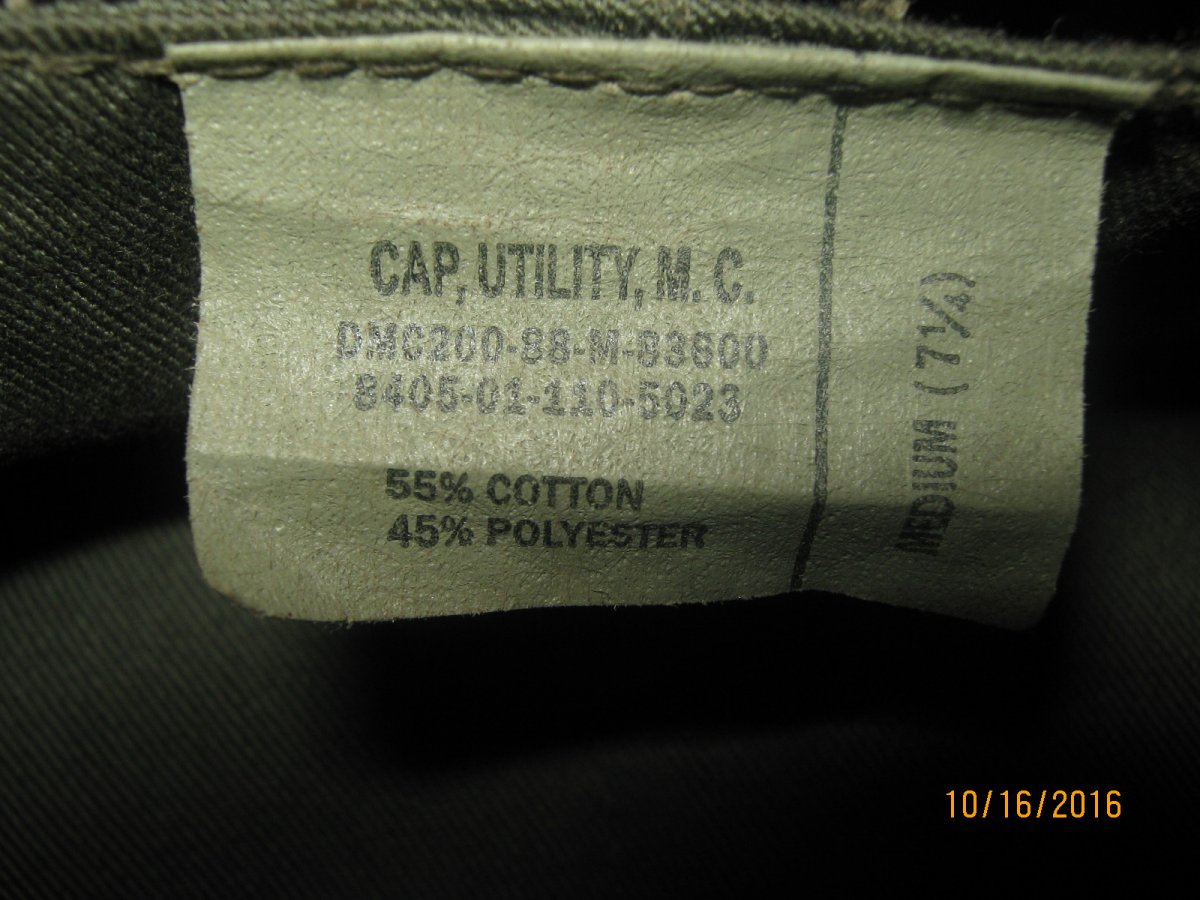 CAP, UTILITY, M. C.
DMC200-88-M-83600
8405-01-110-5023
55% COTTON
45% POLYESTER
MEDIUM (7¼)
10/16/2016